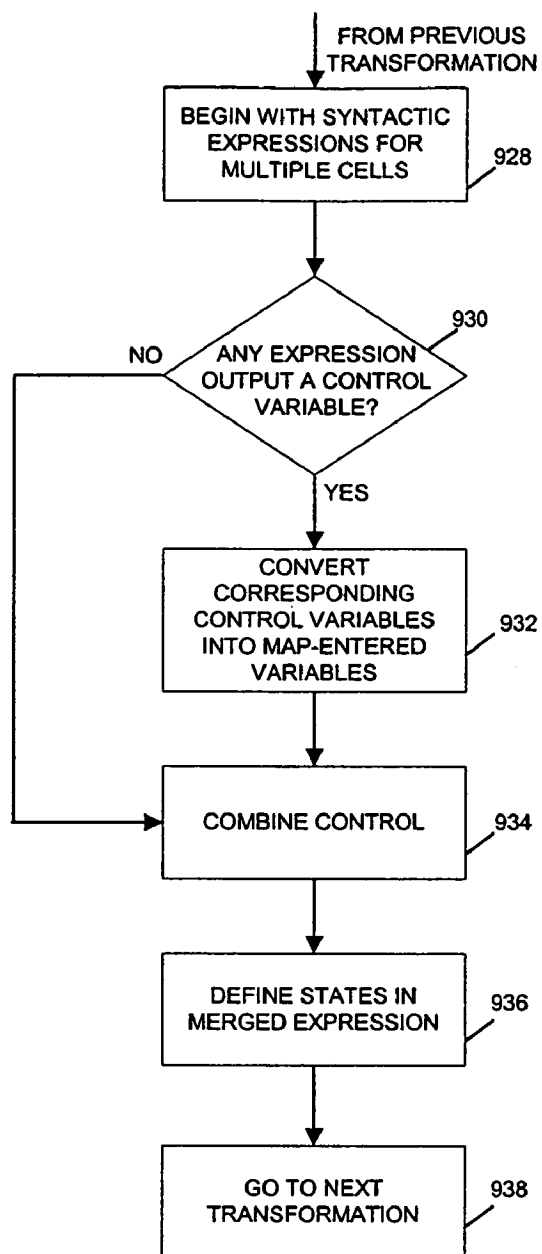 FROM PREVIOUS
TRANSFORMATION
BEGIN WITH SYNTACTIC
EXPRESSIONS FOR
MULTIPLE CELLS
928
930
NO
ANY EXPRESSION
OUTPUT A CONTROL
VARIABLE?
YES
CONVERT
CORRESPONDING
CONTROL VARIABLES
INTO MAP-ENTERED
VARIABLES
932
COMBINE CONTROL
934
DEFINE STATES IN
MERGED EXPRESSION
936
GO TO NEXT
TRANSFORMATION
938